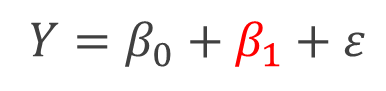 Y = β₀ + β₁ + ε